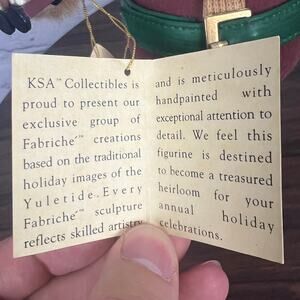 KSA™ Collectibles is
proud to present our
exclusive group of
Fabriché™ creations
based on the traditional
holiday images of the
Yuletide. Every
Fabriché™ sculpture
reflects skilled artistry
and is meticulously
handpainted with
exceptional attention to
detail. We feel this
figurine is destined
to become a treasured
heirloom for your
annual holiday
celebrations.